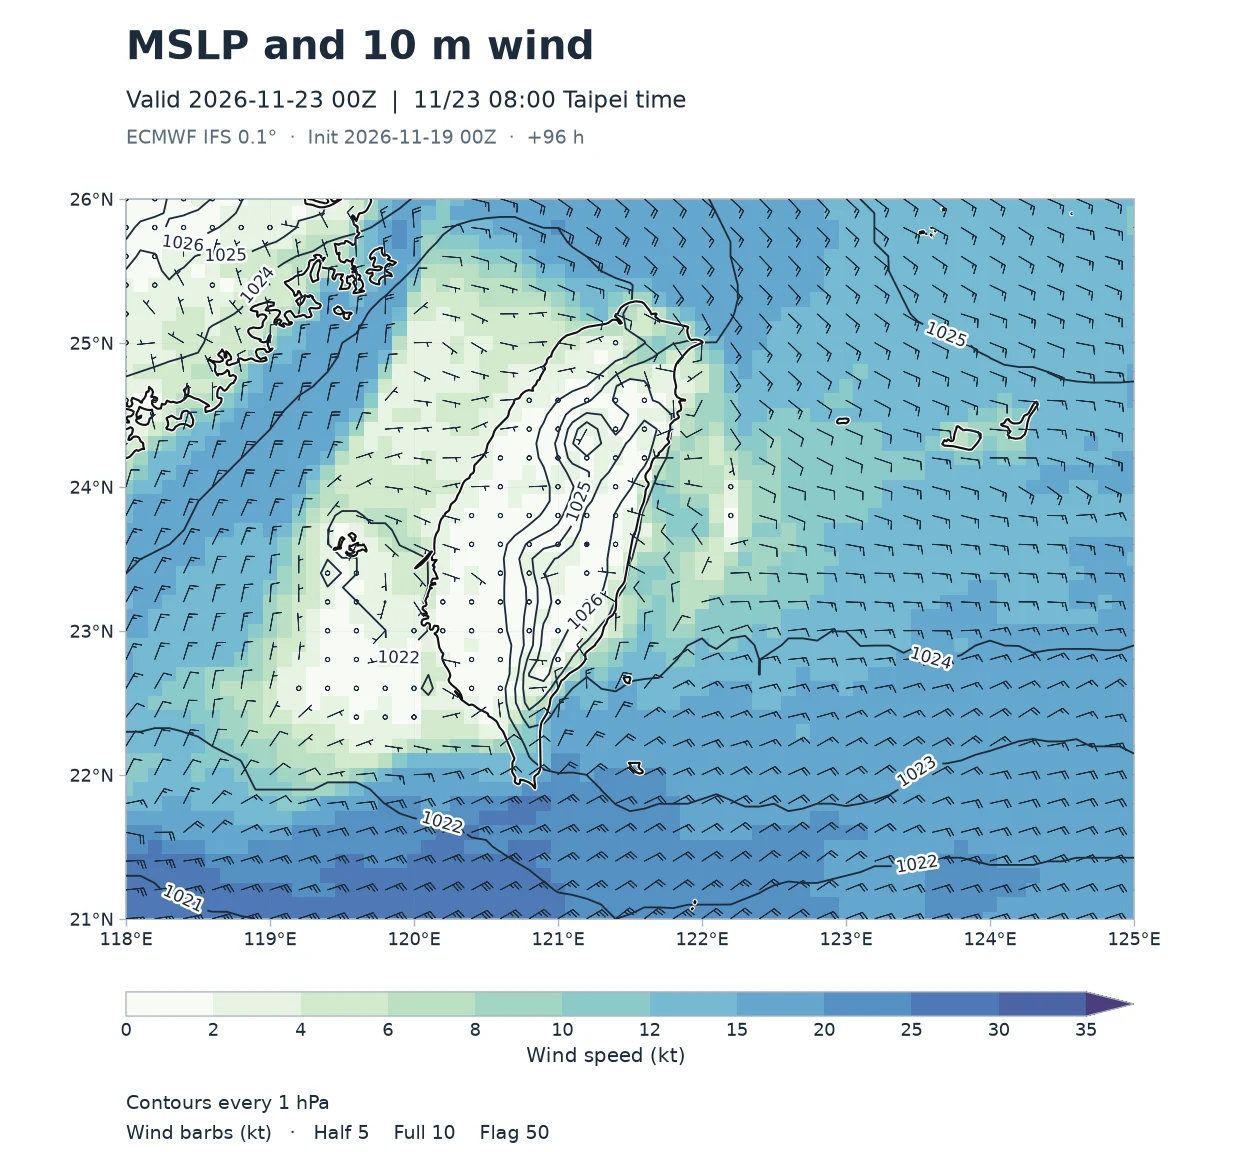 MSLP and 10 m wind
Valid 2026-11-23 00Z | 11/23 08:00 Taipei time
ECMWF IFS 0.1° · Init 2026-11-19 00Z · +96 h
26°N
1026
1025
1024
25°N
1025
24°N
1025
1026
23°N
1022
1024
22°N
1023
1022
1022
1021
21°N
118°E 119°E 120°E 121°E 122°E 123°E 124°E 125°E
0 2 4 6 8 10 12 15 20 25 30 35
Wind speed (kt)
Contours every 1 hPa
Wind barbs (kt) · Half 5 Full 10 Flag 50